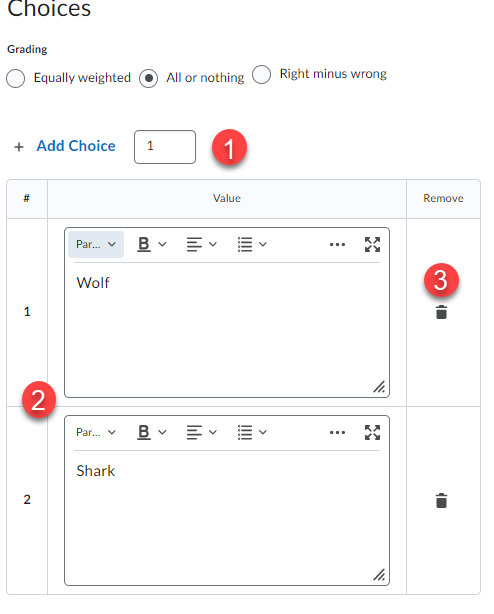 Choices
Grading
Equally weighted All or nothing Right minus wrong
+ Add Choice 1 1
# Value Remove
Par... B ...
Wolf
3
1
2
Par... B ...
Shark
2